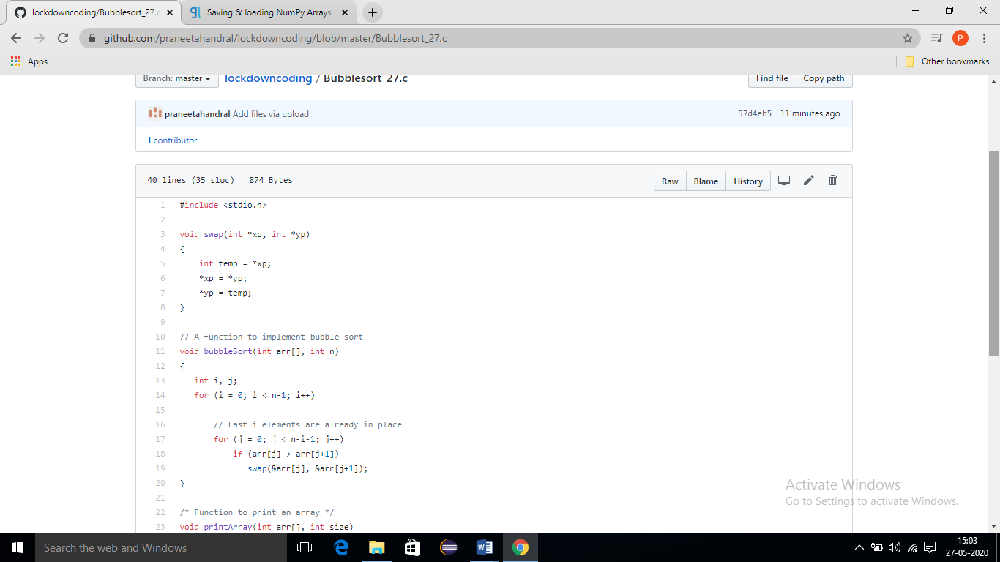 lockdowncoding/Bubblesort_27.c
Saving & loading NumPy Arrays
github.com/praneetahandral/lockdowncoding/blob/master/Bubblesort_27.c
P
Apps
Other bookmarks
Branch: master
lockdowncoding / Bubblesort_27.c
Find file
Copy path
praneetahandral Add files via upload
57d4eb5 11 minutes ago
1 contributor
40 lines (35 sloc) 874 Bytes
Raw
Blame
History
1 #include <stdio.h>
2
3 void swap(int *xp, int *yp)
4 {
5     int temp = *xp;
6     *xp = *yp;
7     *yp = temp;
8 }
9
10 // A function to implement bubble sort
11 void bubbleSort(int arr[], int n)
12 {
13    int i, j;
14    for (i = 0; i < n-1; i++)
15
16        // Last i elements are already in place
17        for (j = 0; j < n-i-1; j++)
18            if (arr[j] > arr[j+1])
19               swap(&arr[j], &arr[j+1]);
20 }
21
22 /* Function to print an array */
23 void printArray(int arr[], int size)
Activate Windows
Go to Settings to activate Windows.
Search the web and Windows
15:03
27-05-2020